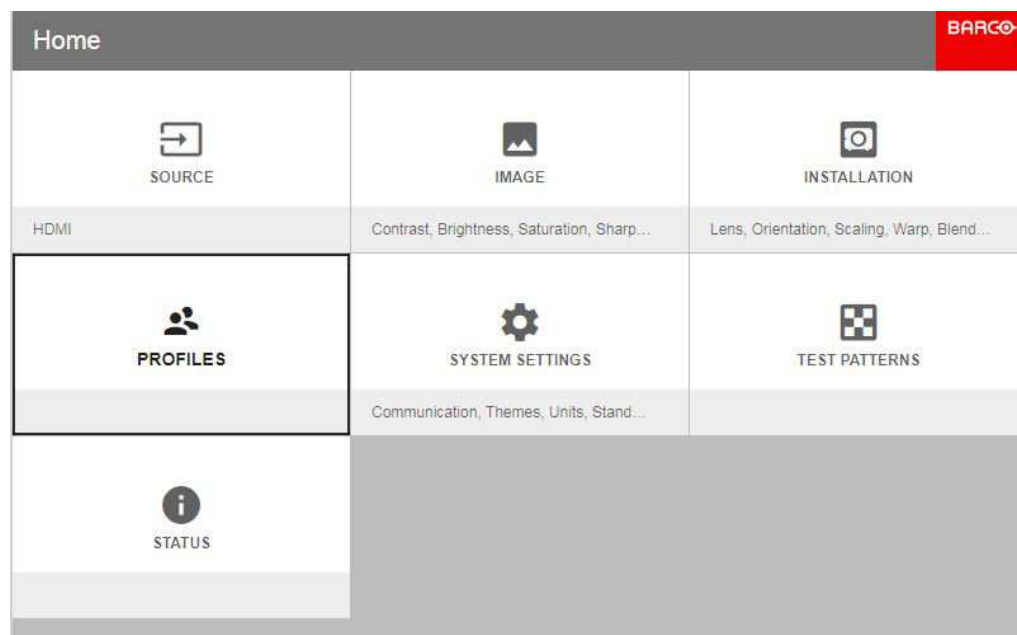 Home
BARCO
SOURCE
IMAGE
INSTALLATION
HDMI
Contrast, Brightness, Saturation, Sharp...
Lens, Orientation, Scaling, Warp, Blend...
PROFILES
SYSTEM SETTINGS
TEST PATTERNS
Communication, Themes, Units, Stand...
STATUS